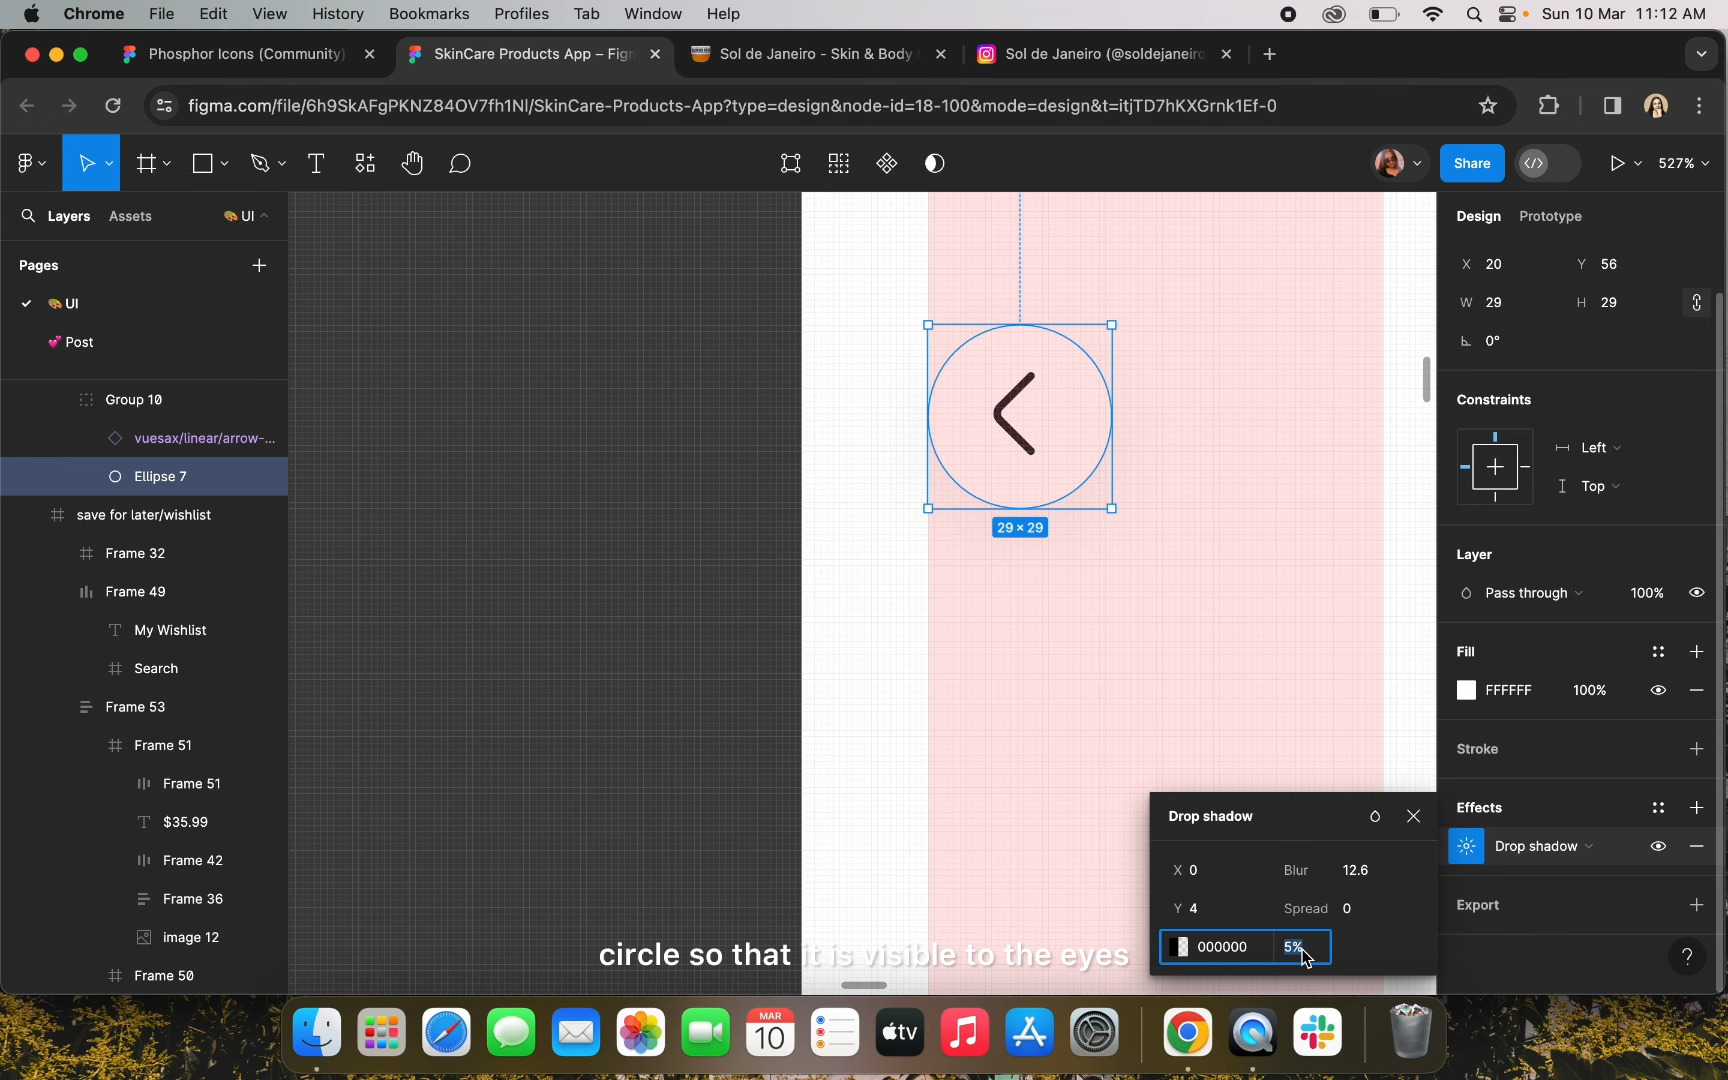 Chrome File Edit View History Bookmarks Profiles Tab Window Help Sun 10 Mar 11:12 AM
Phosphor Icons (Community) SkinCare Products App – Figm Sol de Janeiro - Skin & Body Sol de Janeiro (@soldejaneiro
figma.com/file/6h9SkAFgPKNZ84OV7fh1Nl/SkinCare-Products-App?type=design&node-id=18-100&mode=design&t=itjTD7hKXGrnk1Ef-0
Share 527%
Layers Assets UI
Pages
UI
Post
Group 10
vuesax/linear/arrow-...
Ellipse 7
save for later/wishlist
Frame 32
Frame 49
My Wishlist
Search
Frame 53
Frame 51
Frame 51
$35.99
Frame 42
Frame 36
image 12
Frame 50
29 × 29
circle so that it is visible to the eyes
Drop shadow
X 0 Blur 12.6
Y 4 Spread 0
000000 5%
Design Prototype
X 20 Y 56
W 29 H 29
0°
Constraints
Left
Top
Layer
Pass through 100%
Fill
FFFFFF 100%
Stroke
Effects
Drop shadow
Export
?
MAR
10
tv